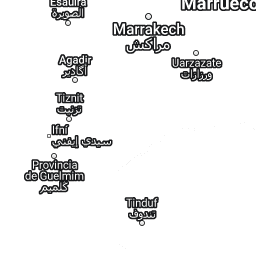 Esauira
الصويرة
Marruecos
Marrakech
مراكش
Agadir
أكادير
Uarzazate
ورزازات
Tiznit
تزنيت
Ifni
سيدي إيفني
Provincia
de Guelmim
كلميم
Tinduf
تندوف